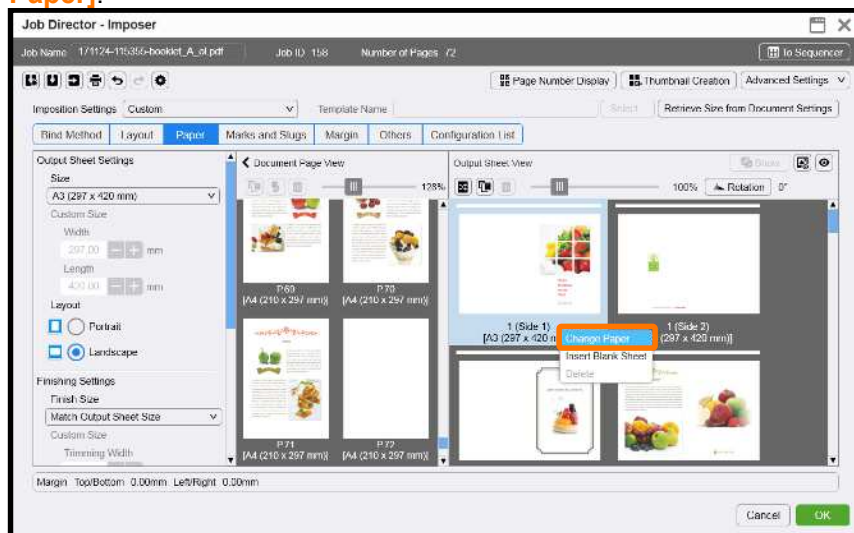 Paper].
Job Director - Imposer
Job Name 171124-115355-booklet_A_ol.pdf Job ID 158 Number of Pages 72 To Sequencer
Page Number Display Thumbnail Creation Advanced Settings
Imposition Settings Custom Template Name Select Retrieve Size from Document Settings
Bind Method Layout Paper Marks and Slugs Margin Others Configuration List
Output Sheet Settings
Document Page View
Output Sheet View
Size
A3 (297 x 420 mm)
128%
100% Rotation 0°
Custom Size
Width
297.00 mm
Length
420.00 mm
Layout
Portrait
Landscape
Finishing Settings
Finish Size
Match Output Sheet Size
Custom Size
Trimming Width
P.69
[A4 (210 x 297 mm)]
P.70
[A4 (210 x 297 mm)]
P.71
[A4 (210 x 297 mm)]
P.72
[A4 (210 x 297 mm)]
1 (Side 1)
[A3 (297 x 420 m
1 (Side 2)
(297 x 420 mm)]
Change Paper
Insert Blank Sheet
Delete
Margin Top/Bottom 0.00mm Left/Right 0.00mm
Cancel OK